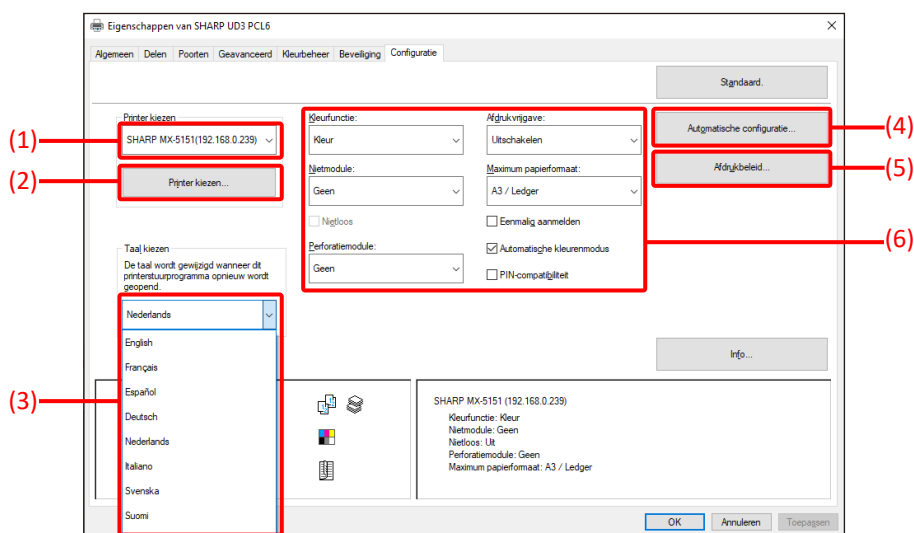 Eigenschappen van SHARP UD3 PCL6
Algemeen Delen Poorten Geavanceerd Kleurbeheer Beveiliging Configuratie
Standaard.
Printer kiezen
SHARP MX-5151(192.168.0.239)
Printer kiezen...
Kleurfunctie:
Kleur
Nietmodule:
Geen
Nietloos
Perforatiemodule:
Geen
Afdrukvrijgave:
Uitschakelen
Maximum papierformaat:
A3 / Ledger
Eenmalig aanmelden
Automatische kleurenmodus
PIN-compatibiliteit
Automatische configuratie...
Afdrukbeleid...
(1)
(2)
(3)
(4)
(5)
(6)
Taal kiezen
De taal wordt gewijzigd wanneer dit
printerstuurprogramma opnieuw wordt
geopend.
Nederlands
English
Français
Español
Deutsch
Nederlands
Italiano
Svenska
Suomi
Info...
SHARP MX-5151 (192.168.0.239)
Kleurfunctie: Kleur
Nietmodule: Geen
Nietloos: Uit
Perforatiemodule: Geen
Maximum papierformaat: A3 / Ledger
OK Annuleren Toepassen